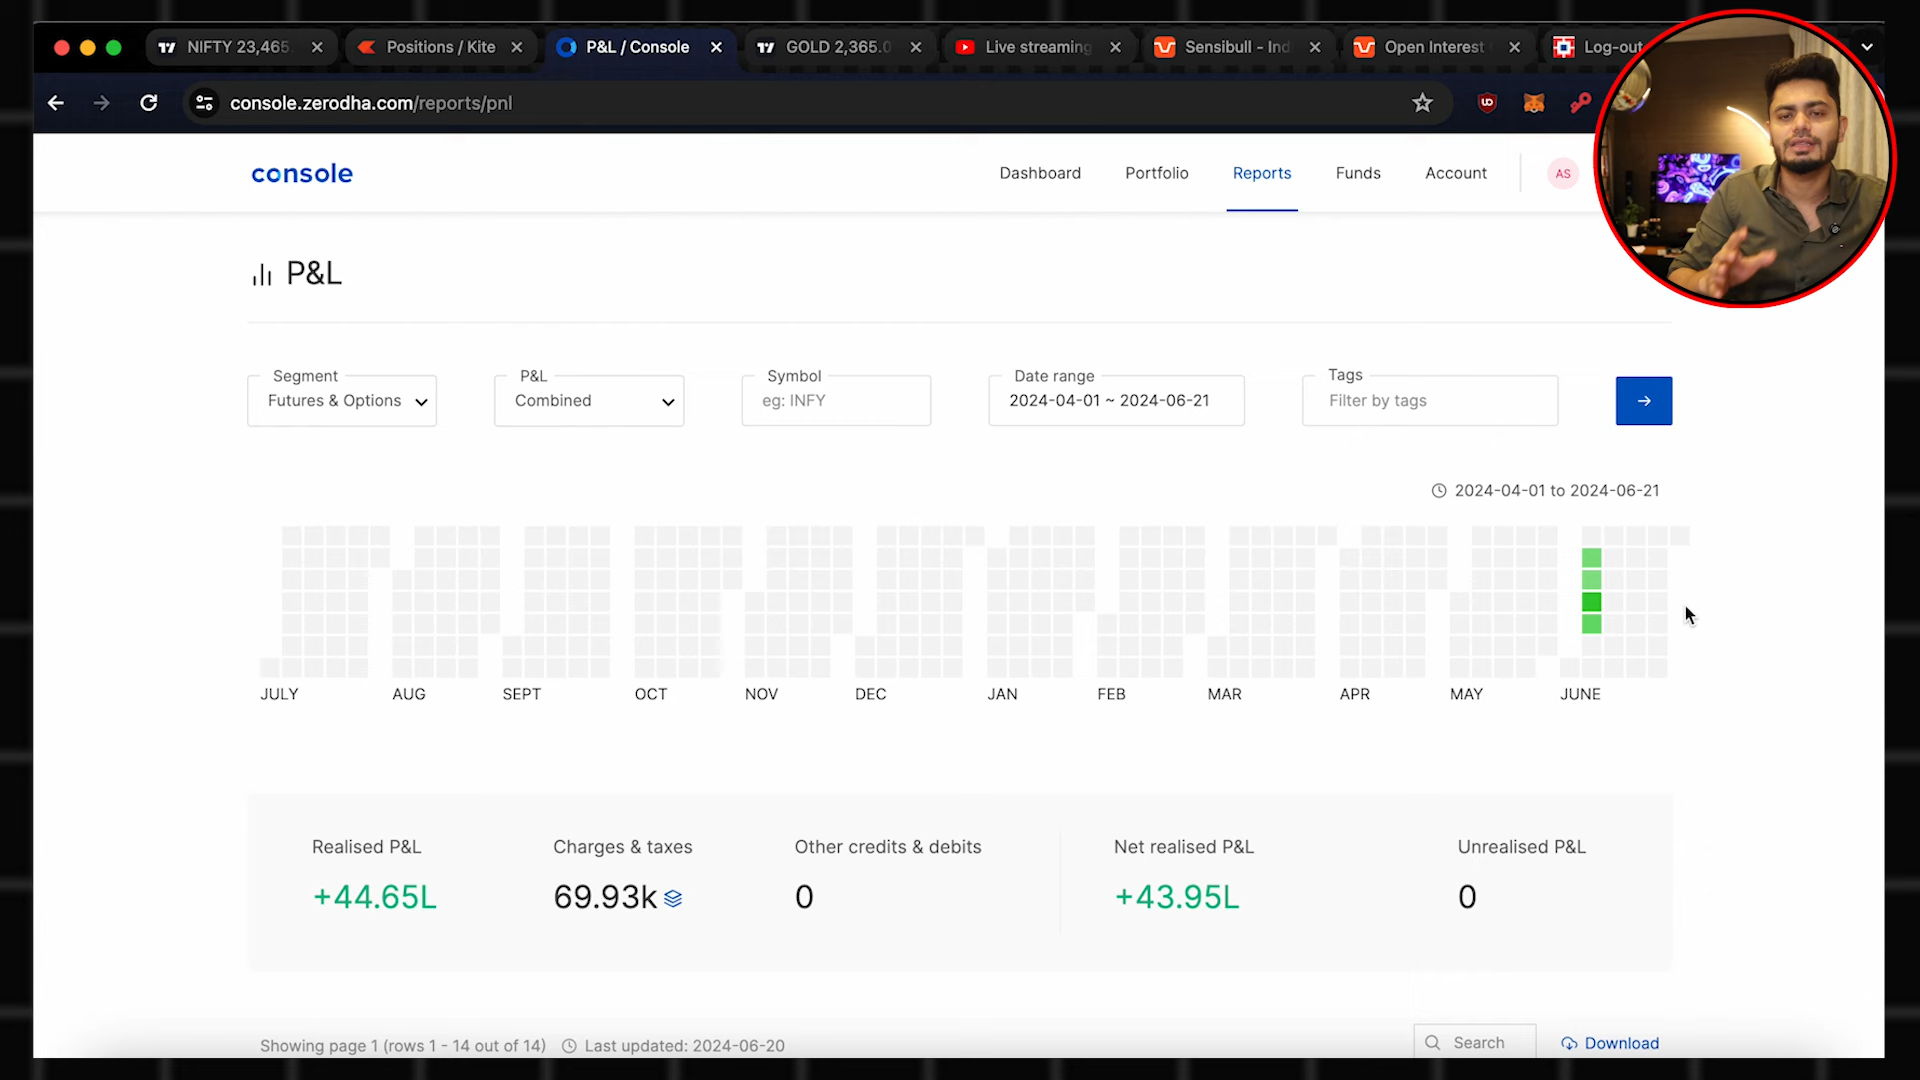 NIFTY 23,465. Positions / Kite P&L / Console GOLD 2,365.0 Live streaming Sensibull - Ind Open Interest Log-out
console.zerodha.com/reports/pnl
console Dashboard Portfolio Reports Funds Account AS
P&L
Segment P&L Symbol Date range Tags
Futures & Options Combined eg: INFY 2024-04-01 ~ 2024-06-21 Filter by tags
2024-04-01 to 2024-06-21
JULY AUG SEPT OCT NOV DEC JAN FEB MAR APR MAY JUNE
Realised P&L Charges & taxes Other credits & debits Net realised P&L Unrealised P&L
+44.65L 69.93k 0 +43.95L 0
Showing page 1 (rows 1 - 14 out of 14) Last updated: 2024-06-20 Search Download